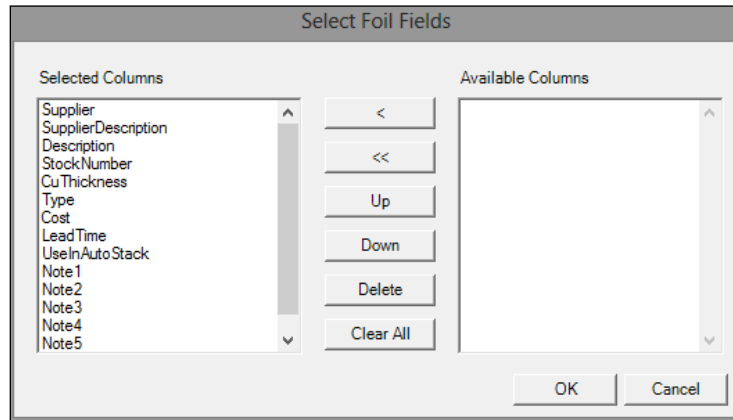 Select Foil Fields
Selected Columns
Available Columns
Supplier
SupplierDescription
Description
StockNumber
CuThickness
Type
Cost
LeadTime
UseInAutoStack
Note1
Note2
Note3
Note4
Note5
<
<<
Up
Down
Delete
Clear All
OK
Cancel